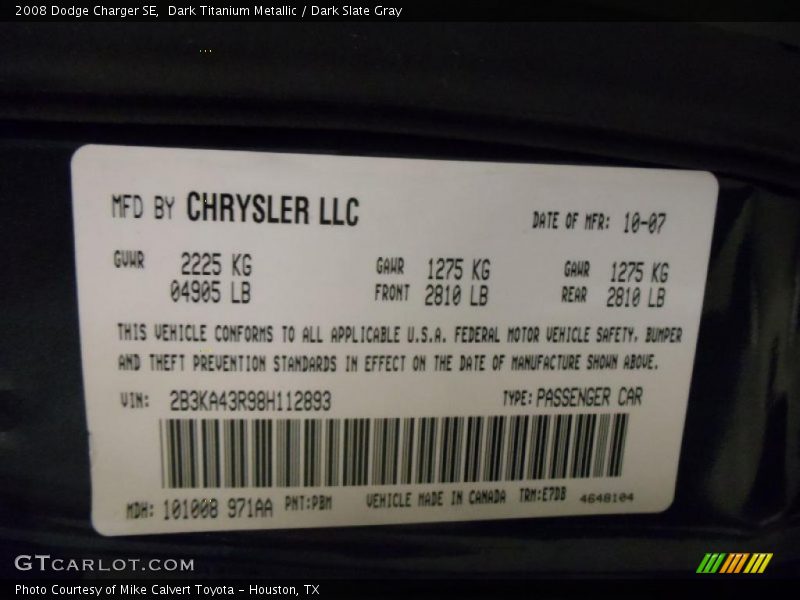 2008 Dodge Charger SE,  Dark Titanium Metallic / Dark Slate Gray
MFD BY CHRYSLER LLC
DATE OF MFR: 10-07
GVWR 2225 KG
04905 LB
GAWR 1275 KG
FRONT 2810 LB
GAWR 1275 KG
REAR 2810 LB
THIS VEHICLE CONFORMS TO ALL APPLICABLE U.S.A. FEDERAL MOTOR VEHICLE SAFETY, BUMPER
AND THEFT PREVENTION STANDARDS IN EFFECT ON THE DATE OF MANUFACTURE SHOWN ABOVE.
VIN: 2B3KA43R98H112893 TYPE: PASSENGER CAR
MDH: 101008 971AA PNT:PBM VEHICLE MADE IN CANADA TRM:E7DB 4648104
GTCARLOT.COM
Photo Courtesy of Mike Calvert Toyota - Houston, TX